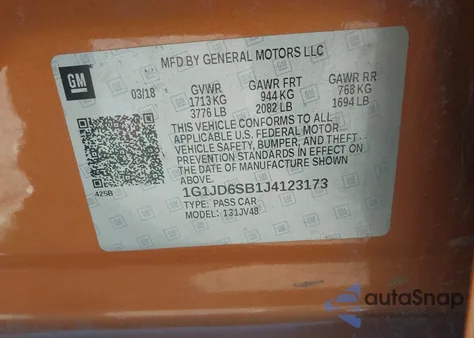 MFD BY GENERAL MOTORS LLC
GM
03/18 GVWR GAWR FRT GAWR RR
1713 KG 944 KG 768 KG
3776 LB 2082 LB 1694 LB
THIS VEHICLE CONFORMS TO ALL
APPLICABLE U.S. FEDERAL MOTOR
VEHICLE SAFETY, BUMPER, AND THEFT
PREVENTION STANDARDS IN EFFECT ON
THE DATE OF MANUFACTURE SHOWN
ABOVE.
425B
1G1JD6SB1J4123173
TYPE: PASS CAR
MODEL: 131JV48
autoSnap